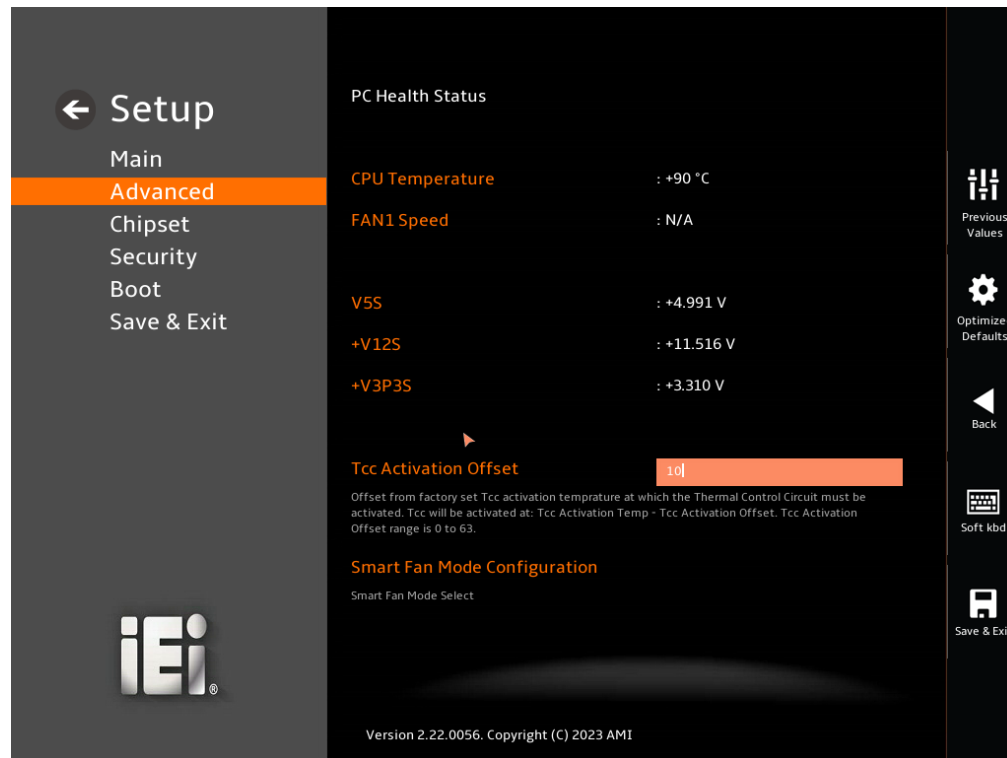 Setup
Main
Advanced
Chipset
Security
Boot
Save & Exit
PC Health Status
CPU Temperature : +90 °C
FAN1 Speed : N/A
V5S : +4.991 V
+V12S : +11.516 V
+V3P3S : +3.310 V
Tcc Activation Offset 10
Offset from factory set Tcc activation temprature at which the Thermal Control Circuit must be
activated. Tcc will be activated at: Tcc Activation Temp - Tcc Activation Offset. Tcc Activation
Offset range is 0 to 63.
Smart Fan Mode Configuration
Smart Fan Mode Select
Previous
Values
Optimize
Defaults
Back
Soft kbd
Save & Exi
iEi®
Version 2.22.0056. Copyright (C) 2023 AMI